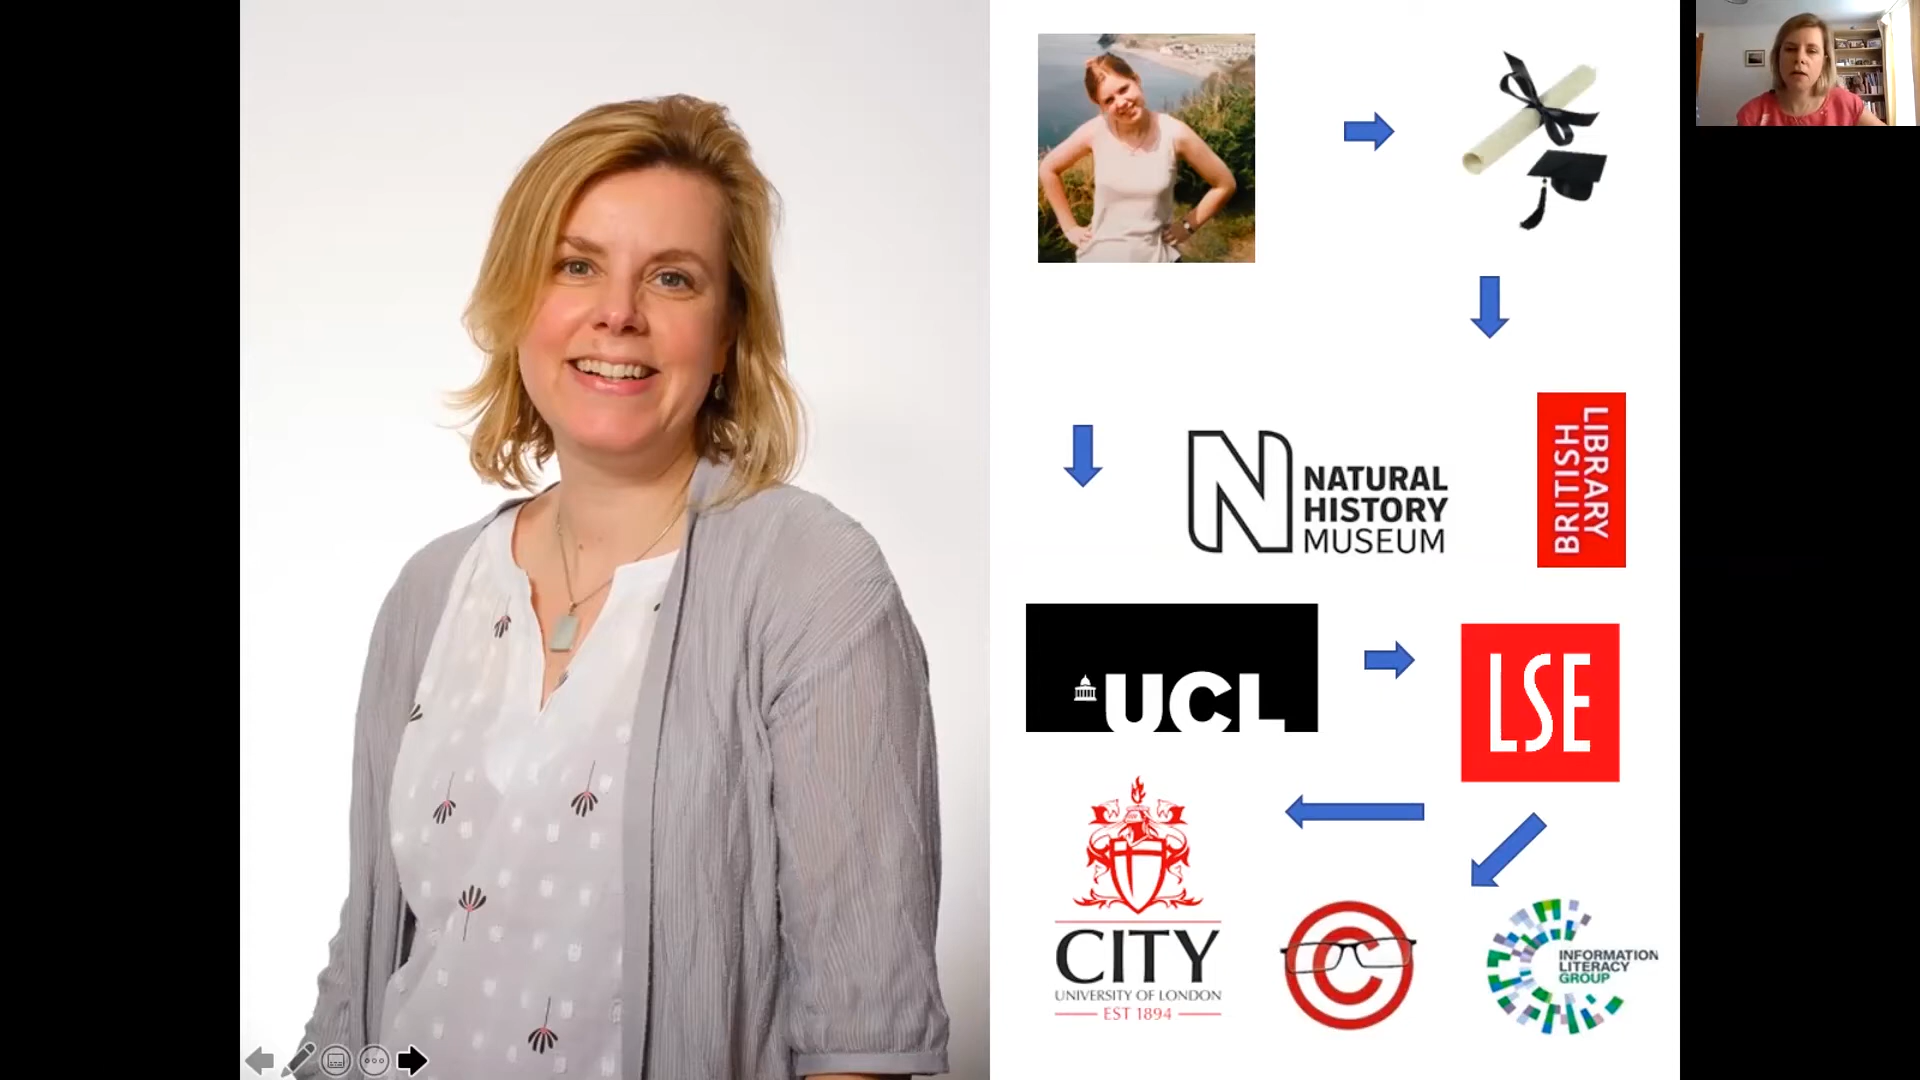 NATURAL
HISTORY
MUSEUM
BRITISH
LIBRARY
UCL
LSE
CITY
UNIVERSITY OF LONDON
EST 1894
C
INFORMATION
LITERACY
GROUP